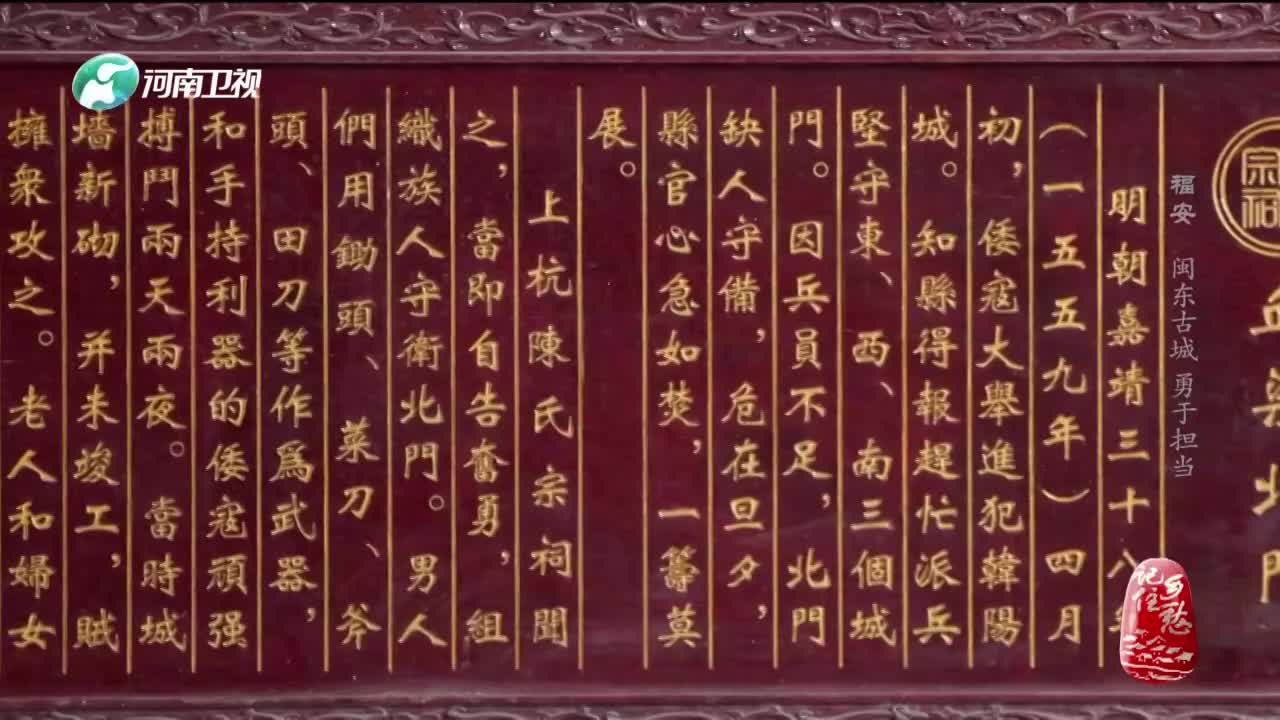 河南卫视
宗祠
北門
福安 闽东古城 勇于担当
明朝嘉靖三十八年
（一五五九年）四月
初，倭寇大舉進犯韓陽
城。知縣得報趕忙派兵
堅守東、西、南三個城
門。因兵員不足，北門
缺人守備，危在旦夕，
縣官心急如焚，一籌莫
展。
上杭陳氏宗祠聞
之，當即自告奮勇，組
織族人守衛北門。男人
們用鋤頭、菜刀、斧
頭、田刀等作爲武器，
和手持利器的倭寇頑强
搏鬥兩天兩夜。當時城
墻新砌，并未竣工，賊
擁衆攻之。老人和婦女
记住乡愁